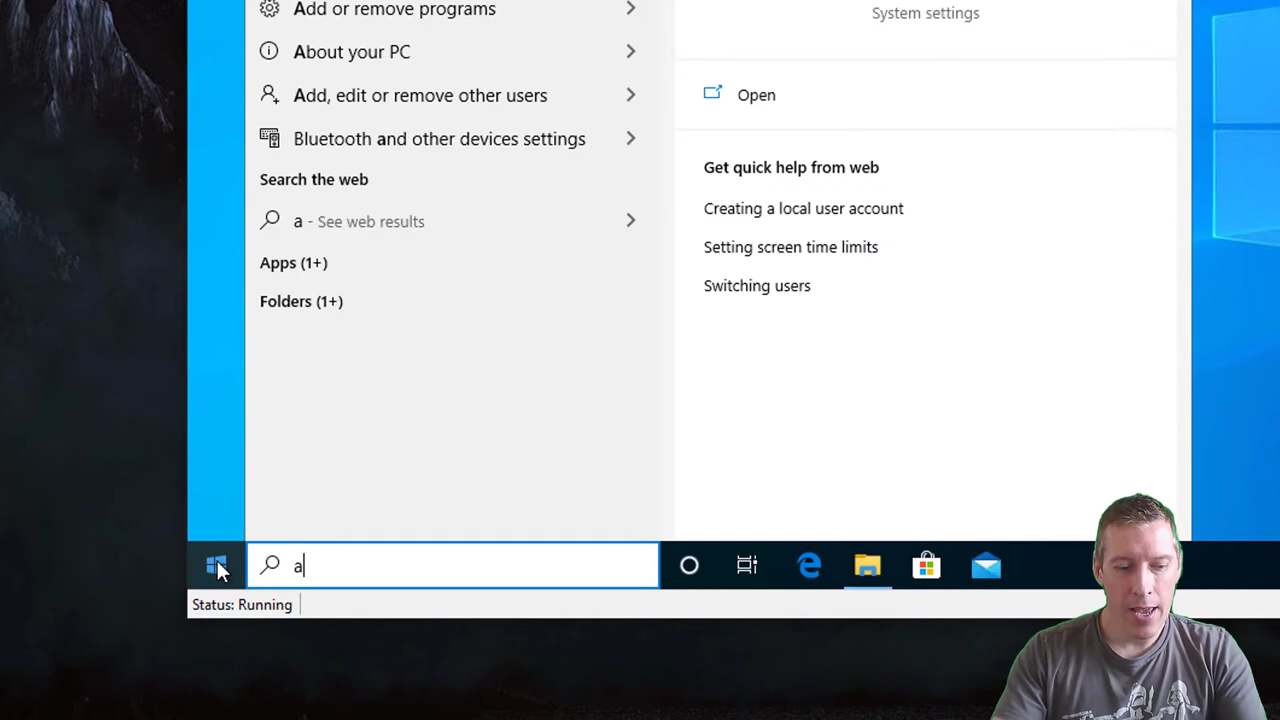 Add or remove programs
About your PC
Add, edit or remove other users
Bluetooth and other devices settings
Search the web
a - See web results
Apps (1+)
Folders (1+)
System settings
Open
Get quick help from web
Creating a local user account
Setting screen time limits
Switching users
a
Status: Running